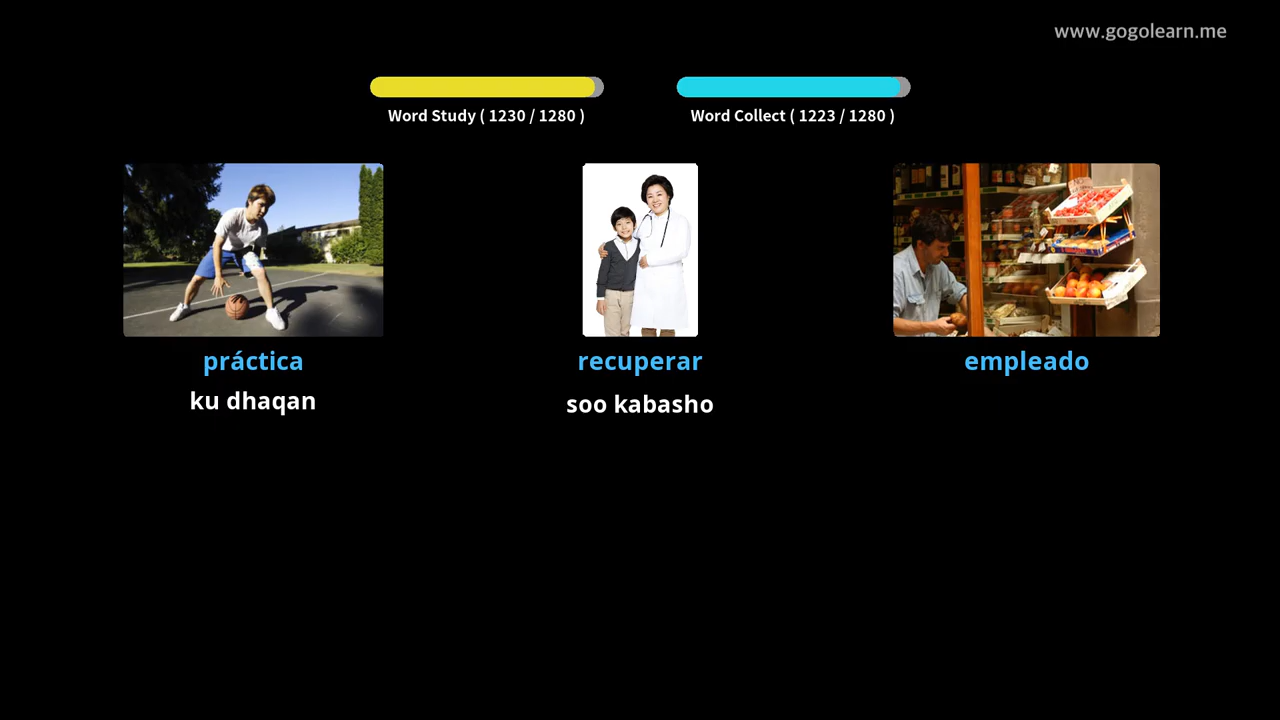 www.gogolearn.me
Word Study ( 1230 / 1280 )
Word Collect ( 1223 / 1280 )
práctica
recuperar
empleado
ku dhaqan
soo kabasho